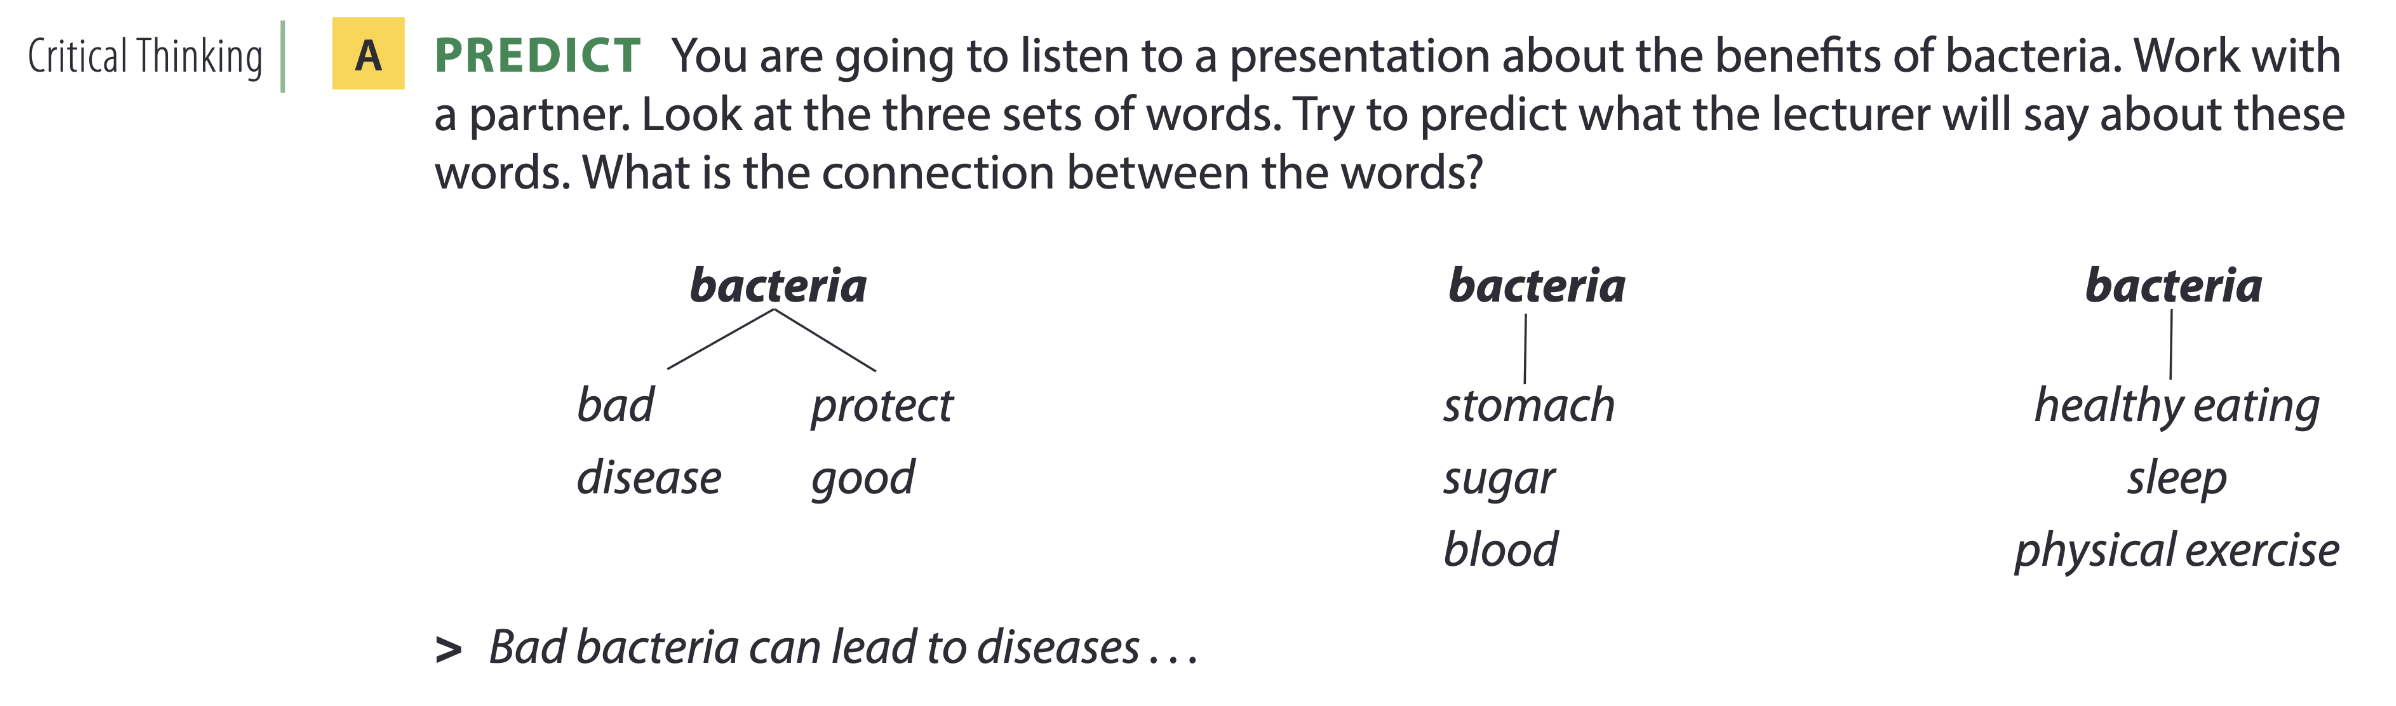 Critical Thinking
A PREDICT You are going to listen to a presentation about the benefits of bacteria. Work with
a partner. Look at the three sets of words. Try to predict what the lecturer will say about these
words. What is the connection between the words?
bacteria
bad protect
disease good
bacteria
stomach
sugar
blood
bacteria
healthy eating
sleep
physical exercise
> Bad bacteria can lead to diseases . . .